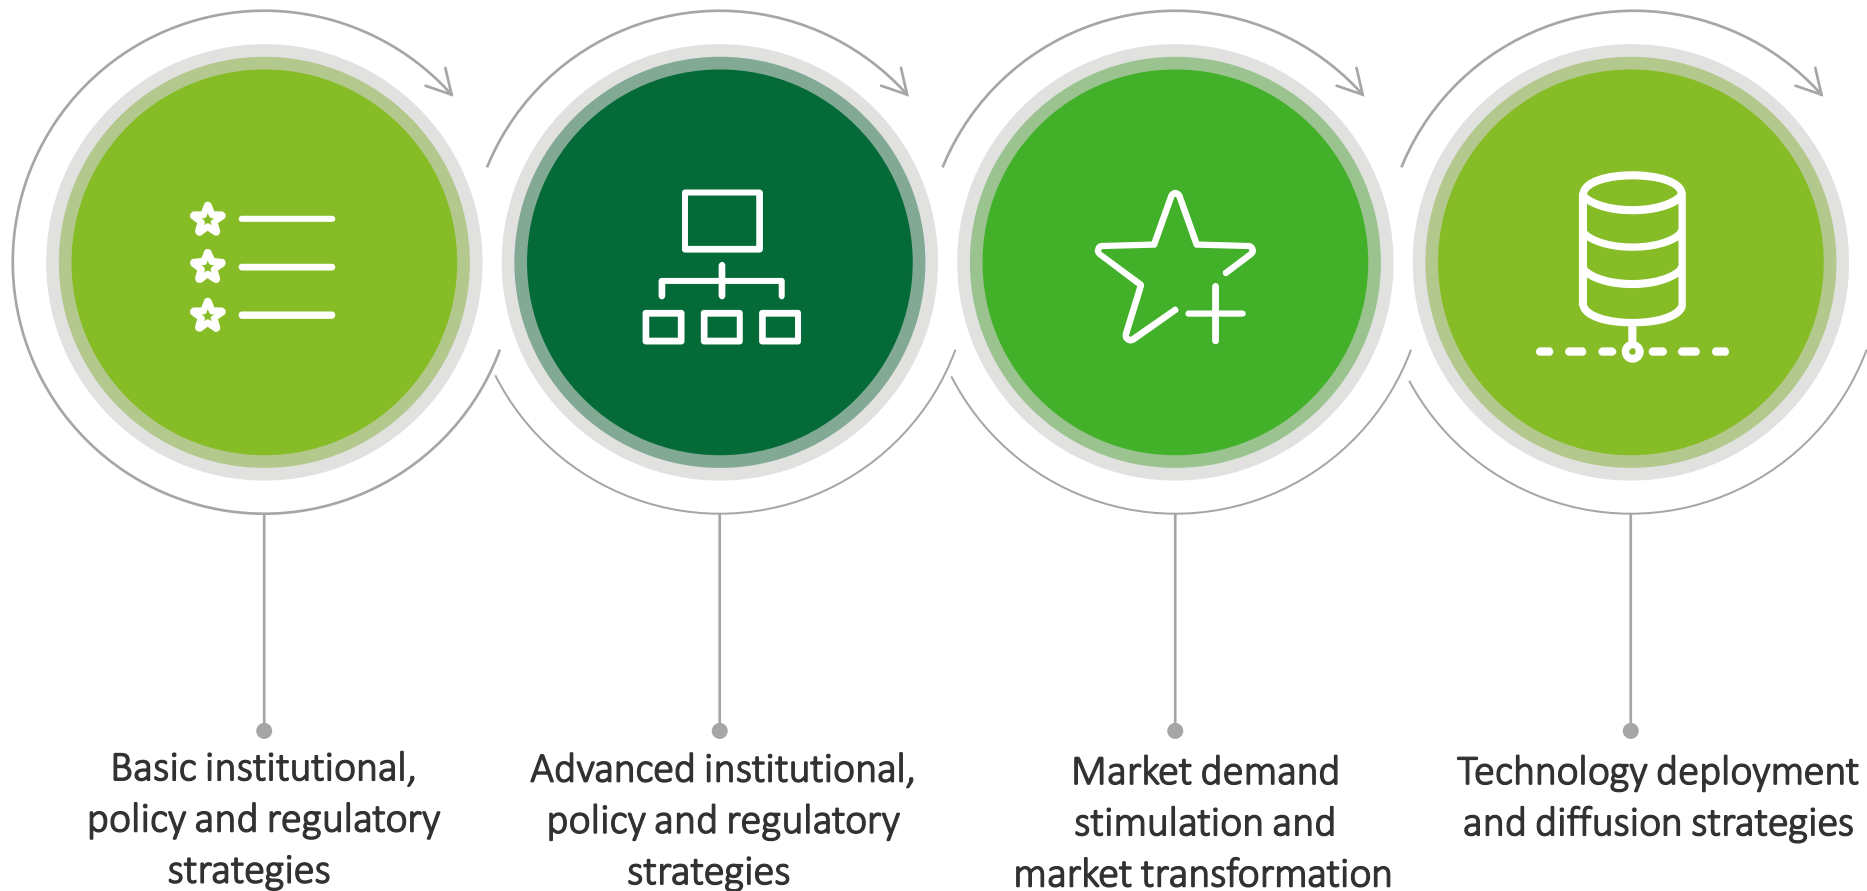 Basic institutional,
policy and regulatory
strategies
Advanced institutional,
policy and regulatory
strategies
Market demand
stimulation and
market transformation
Technology deployment
and diffusion strategies